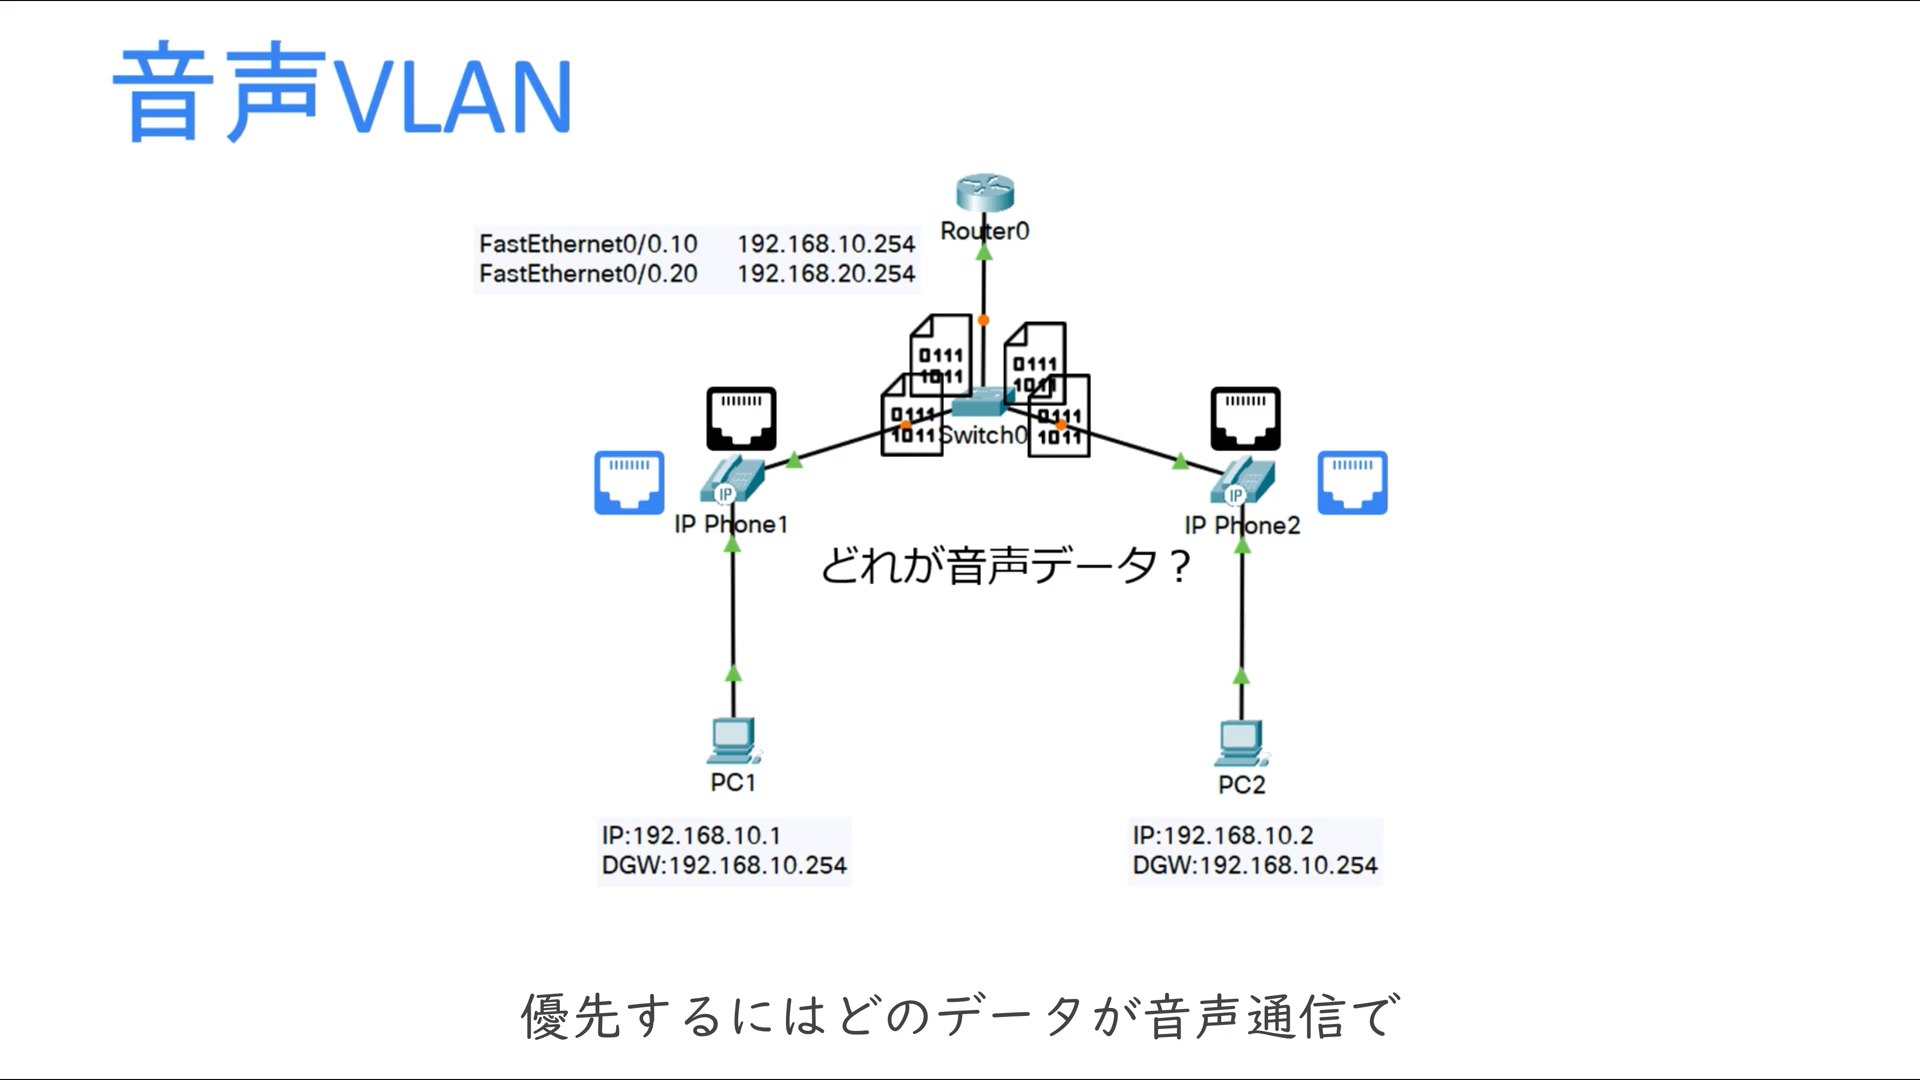 音声VLAN
Router0
FastEthernet0/0.10 192.168.10.254
FastEthernet0/0.20 192.168.20.254
0111
1011
0111
1011
0111
1011
0111
1011
Switch0
IP
IP Phone1
IP
IP Phone2
どれが音声データ？
PC1
PC2
IP:192.168.10.1
DGW:192.168.10.254
IP:192.168.10.2
DGW:192.168.10.254
優先するにはどのデータが音声通信で